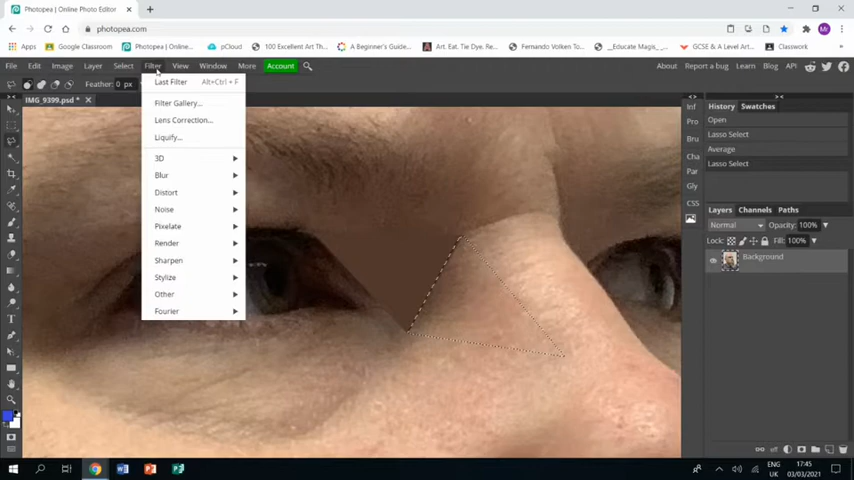 Photopea | Online Photo Editor
photopea.com
Apps
Google Classroom
Photopea | Online...
pCloud
100 Excellent Art Th...
A Beginner's Guide...
Art. Eat, Tie Dye, Re...
Fernando Volken To...
__Educate Magis_-...
GCSE & A Level Art...
Classwork
File Edit Image Layer Select Filter View Window More Account
About Report a bug Learn Blog API
Feather: 0 px
IMG_9399.psd *
Last Filter Alt+Ctrl + F
Filter Gallery...
Lens Correction...
Liquify...
3D
Blur
Distort
Noise
Pixelate
Render
Sharpen
Stylize
Other
Fourier
Inf
Pro
Bru
Cha
Par
Gly
CSS
History Swatches
Open
Lasso Select
Average
Lasso Select
Layers Channels Paths
Normal Opacity: 100%
Lock: Fill: 100%
Background
ENG
UK
17:45
03/03/2021